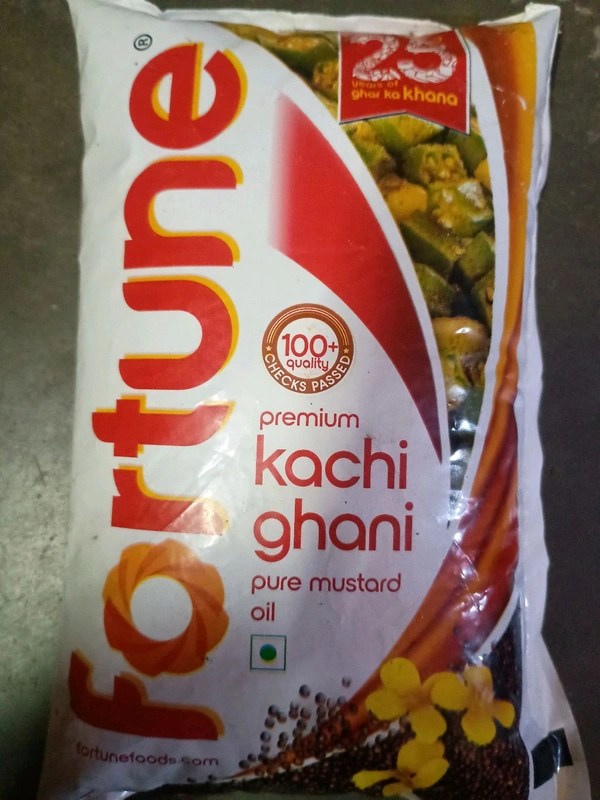 fortune®
25
years of
ghar ka khana
100+
quality
CHECKS PASSED
premium
kachi
ghani
pure mustard
oil
fortunefoods.com